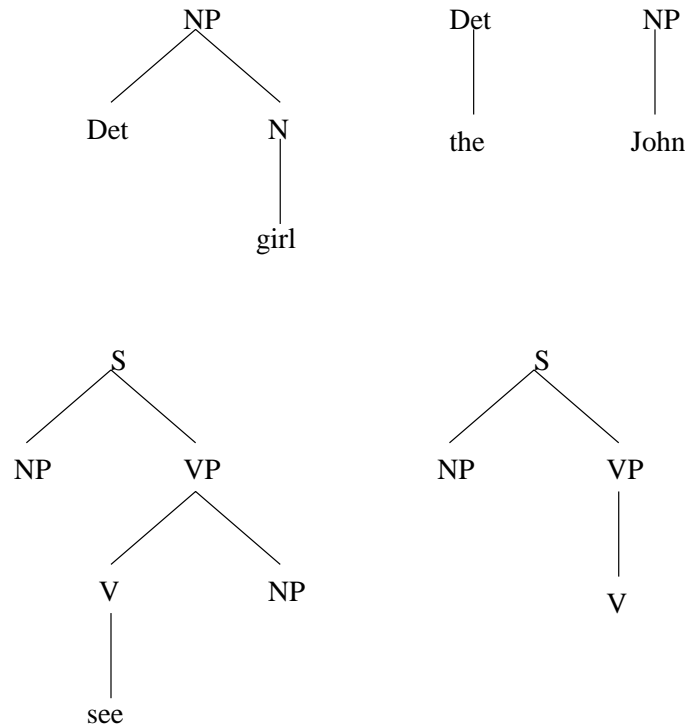 NP Det NP
Det N the John
girl
S S
NP VP NP VP
V NP V
see